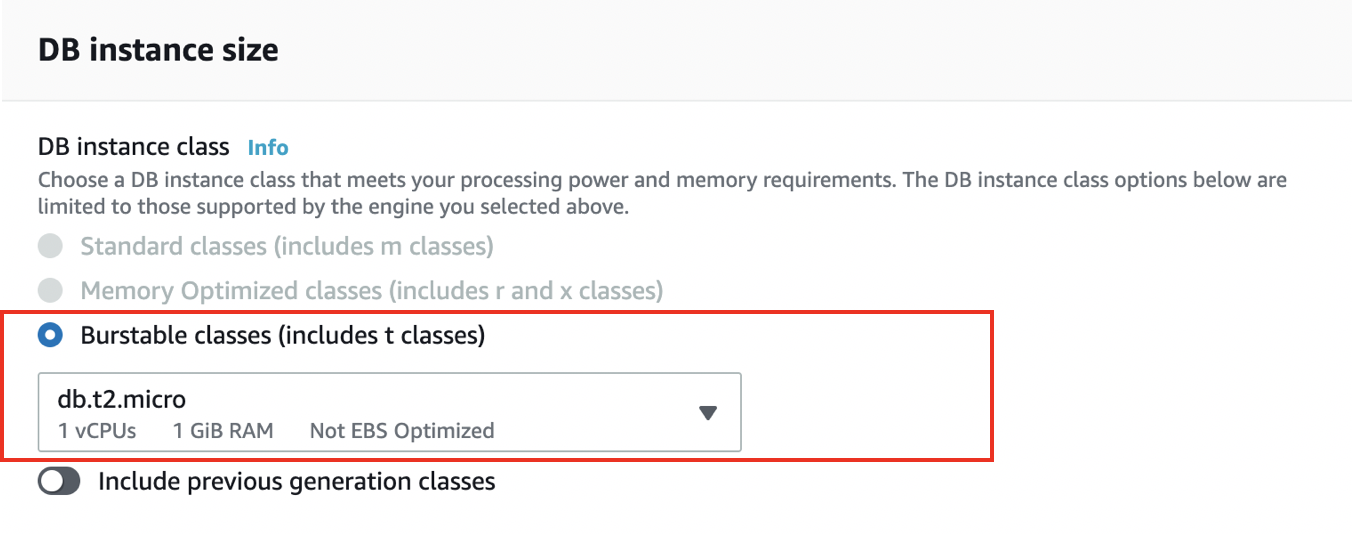 DB instance size
DB instance class Info
Choose a DB instance class that meets your processing power and memory requirements. The DB instance class options below are
limited to those supported by the engine you selected above.
Standard classes (includes m classes)
Memory Optimized classes (includes r and x classes)
Burstable classes (includes t classes)
db.t2.micro
1 vCPUs 1 GiB RAM Not EBS Optimized
Include previous generation classes